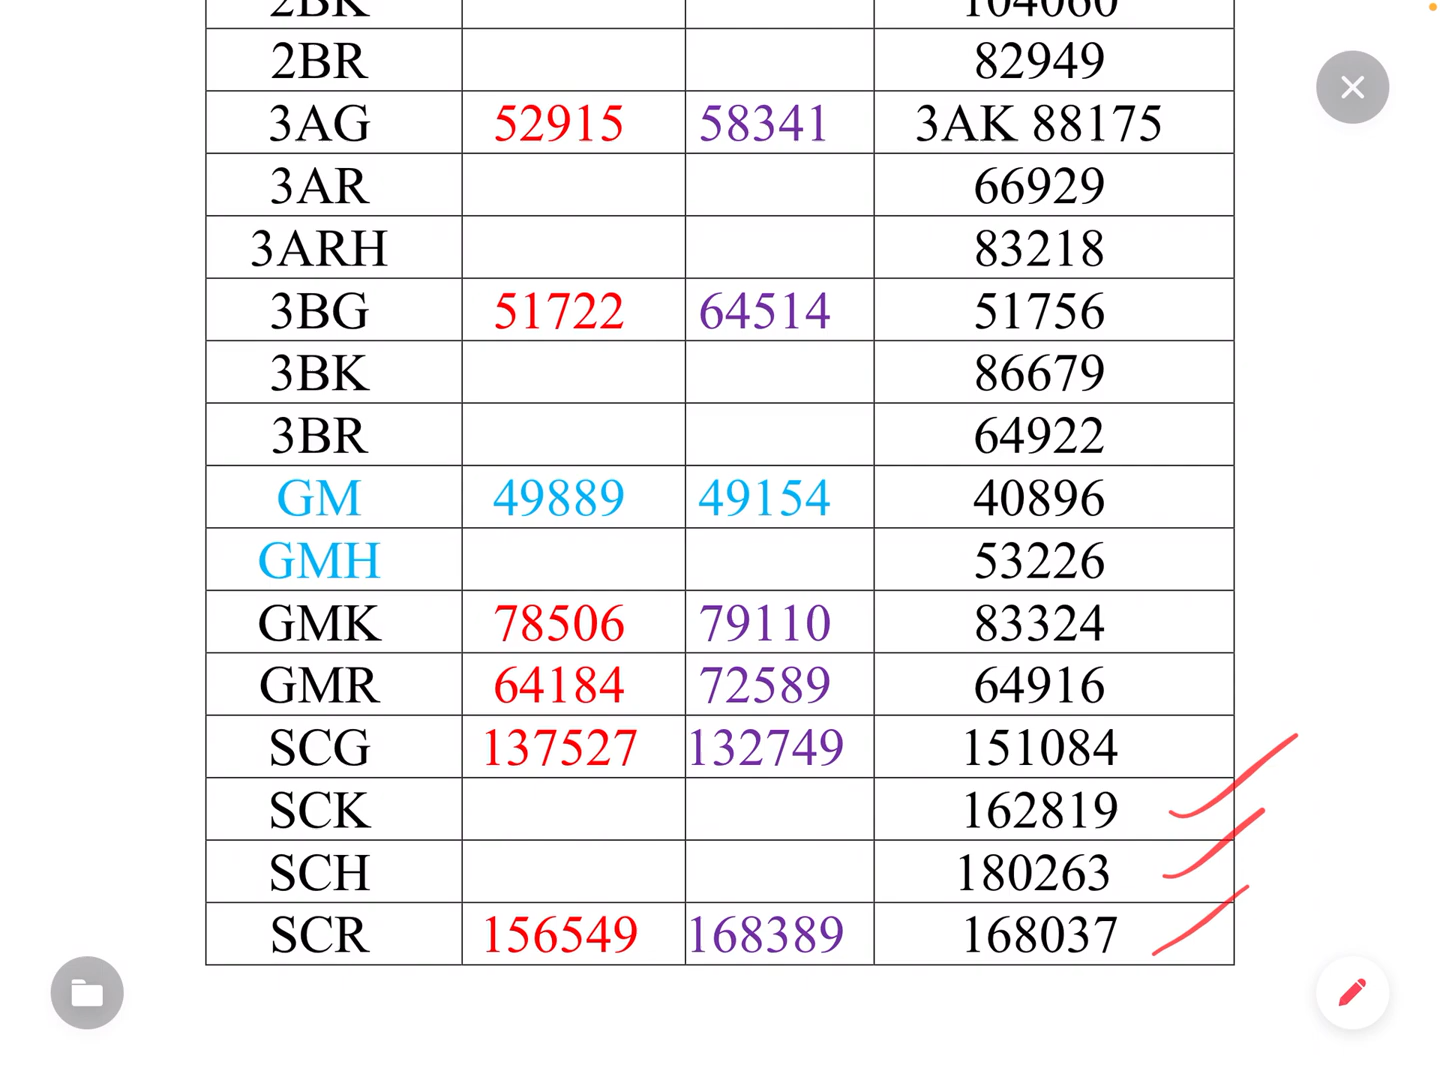 2BK 104060
2BR 82949
3AG 52915 58341 3AK 88175
3AR 66929
3ARH 83218
3BG 51722 64514 51756
3BK 86679
3BR 64922
GM 49889 49154 40896
GMH 53226
GMK 78506 79110 83324
GMR 64184 72589 64916
SCG 137527 132749 151084
SCK 162819
SCH 180263
SCR 156549 168389 168037